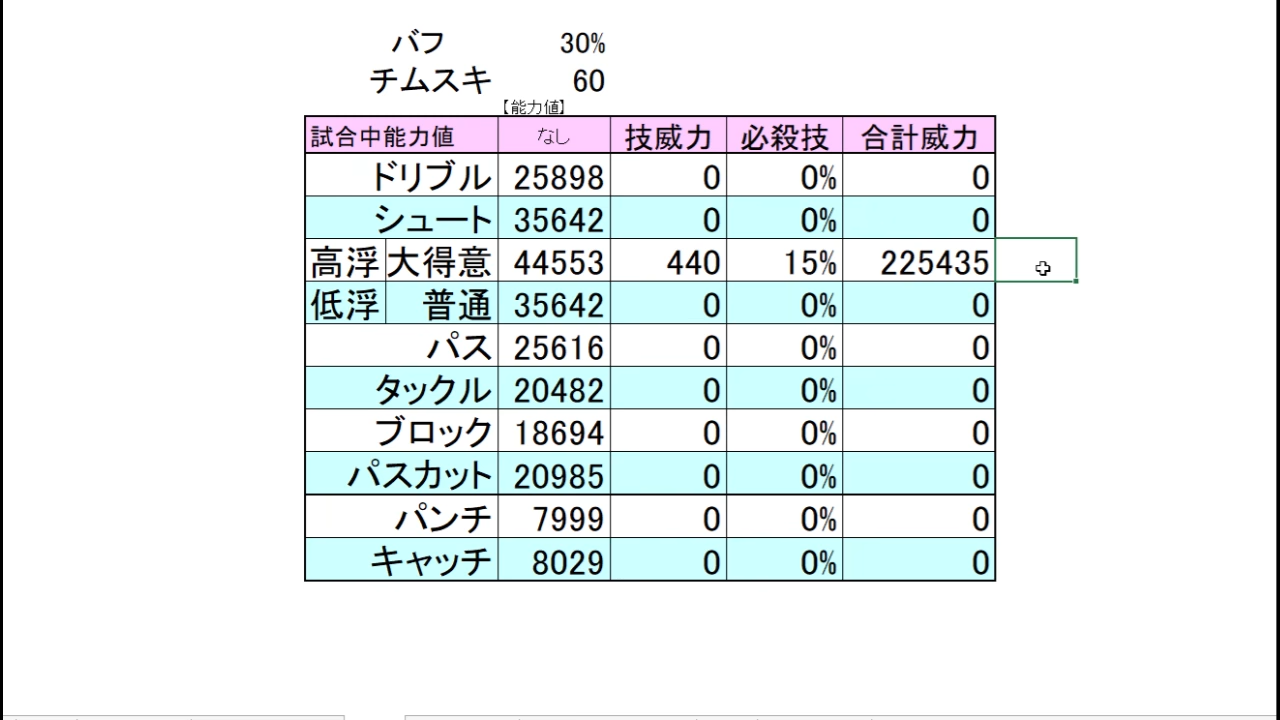 バフ 30%
チムスキ 60
【能力値】
試合中能力値 なし 技威力 必殺技 合計威力
ドリブル 25898 0 0% 0
シュート 35642 0 0% 0
高浮 大得意 44553 440 15% 225435
低浮 普通 35642 0 0% 0
パス 25616 0 0% 0
タックル 20482 0 0% 0
ブロック 18694 0 0% 0
パスカット 20985 0 0% 0
パンチ 7999 0 0% 0
キャッチ 8029 0 0% 0